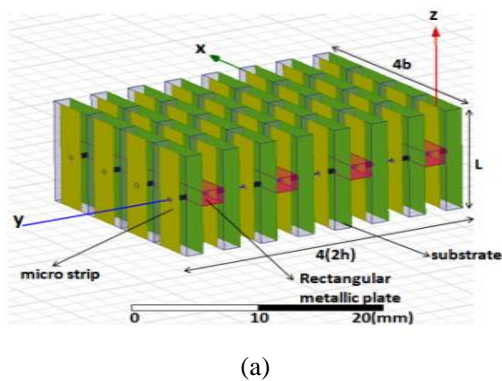 z
x
4b
L
y
4(2h)
substrate
micro strip
Rectangular
metallic plate
0 10 20(mm)
(a)